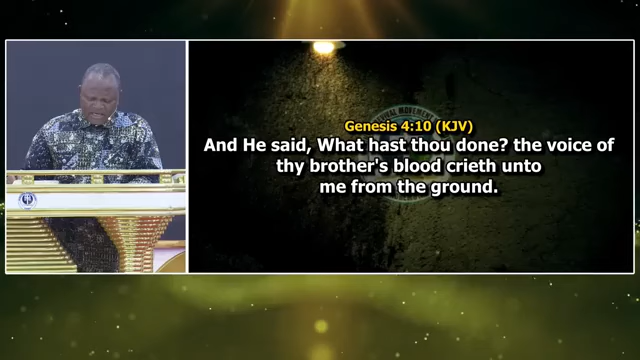 Genesis 4:10 (KJV)
And He said, What hast thou done? the voice of
thy brother's blood crieth unto
me from the ground.
MOVEMENT